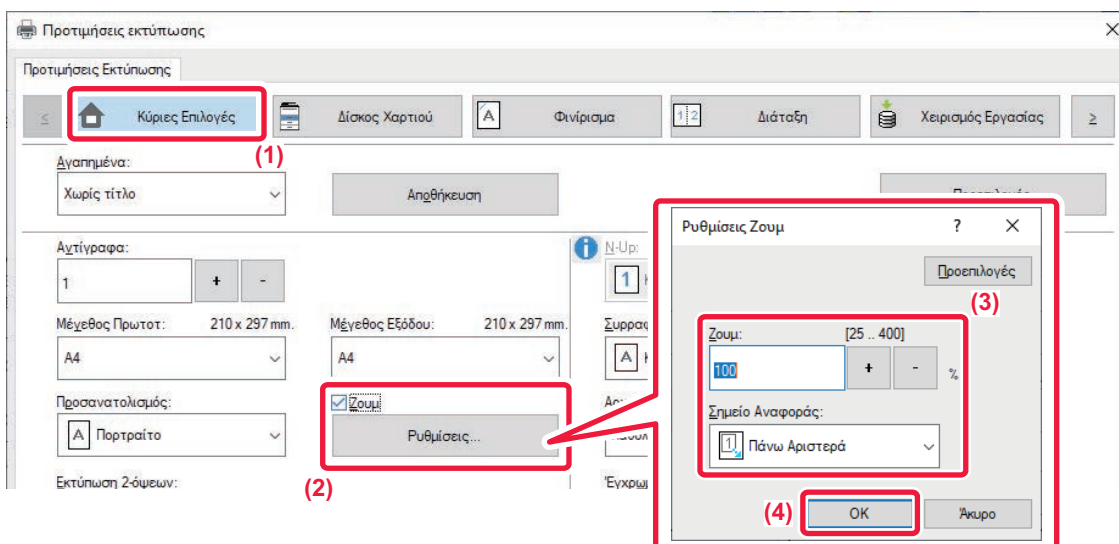 Προτιμήσεις εκτύπωσης
Προτιμήσεις Εκτύπωσης
< Κύριες Επιλογές Δίσκος Χαρτιού Φινίρισμα Διάταξη Χειρισμός Εργασίας >
(1)
Αγαπημένα:
Χωρίς τίτλο Αποθήκευση
Αντίγραφα: N-Up:
1 + - 1
Μέγεθος Πρωτοτ: 210 x 297 mm. Μέγεθος Εξόδου: 210 x 297 mm.
A4 A4
Προσανατολισμός: Ζουμ
Πορτραίτο Ρυθμίσεις...
(2)
Εκτύπωση 2-όψεων:
Ρυθμίσεις Ζουμ ? ×
Προεπιλογές
(3)
Ζουμ: [25 .. 400]
100 + - %
Σημείο Αναφοράς:
1 Πάνω Αριστερά
(4) OK Άκυρο